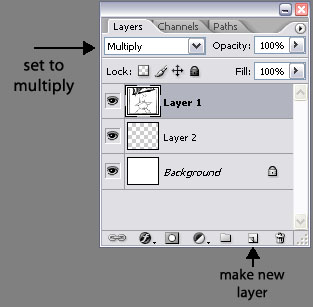 Layers Channels Paths
Multiply Opacity: 100%
set to
multiply
Lock: Fill: 100%
Layer 1
Layer 2
Background
make new
layer